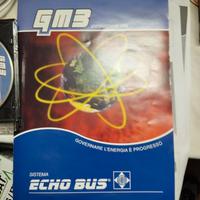 GM3
GOVERNARE L'ENERGIA E PROGRESSO
SISTEMA
ECHO BUS